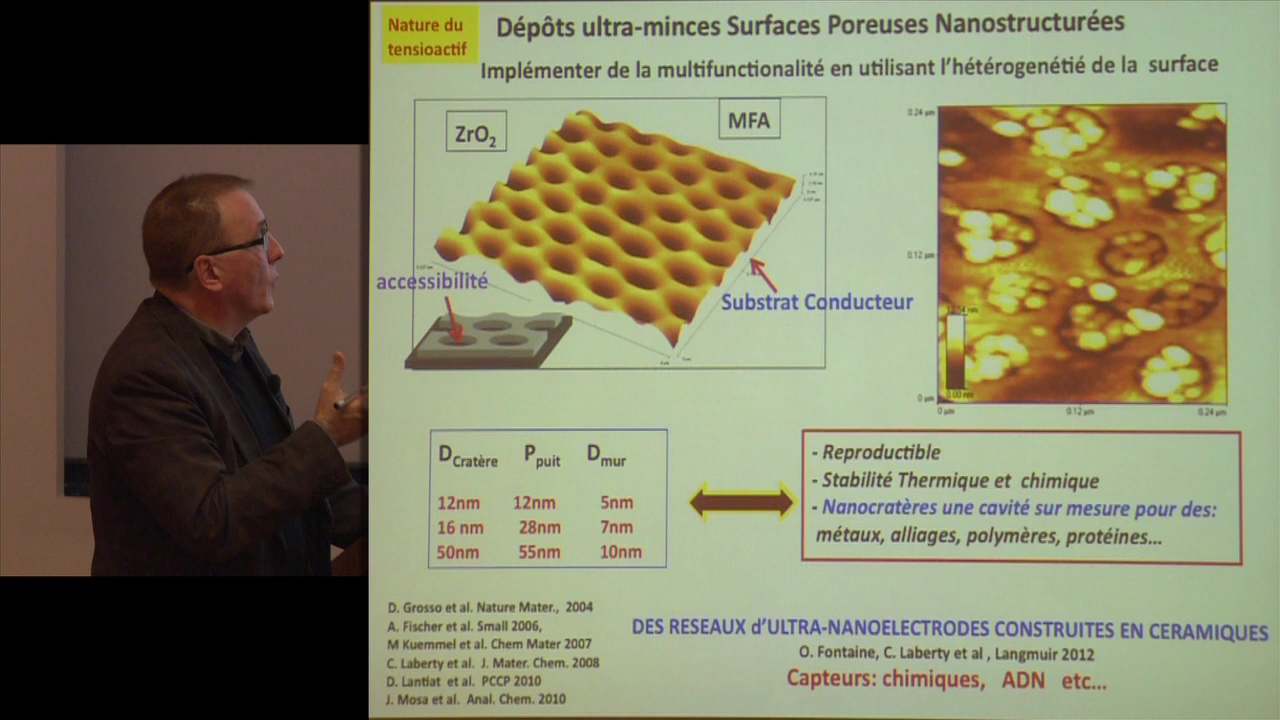 Nature du
tensioactif
Dépôts ultra-minces Surfaces Poreuses Nanostructurées
Implémenter de la multifunctionalité en utilisant l'hétérogenétié de la surface
ZrO2
MFA
accessibilité
Substrat Conducteur
0.24 µm
0.12 µm
0 µm
0.00 nm
0 µm
0.12 µm
0.24 µm
DCratère Ppuit Dmur
12nm 12nm 5nm
16 nm 28nm 7nm
50nm 55nm 10nm
- Reproductible
- Stabilité Thermique et chimique
- Nanocratères une cavité sur mesure pour des:
métaux, alliages, polymères, protéines...
D. Grosso et al. Nature Mater., 2004
A. Fischer et al. Small 2006,
M Kuemmel et al. Chem Mater 2007
C. Laberty et al. J. Mater. Chem. 2008
D. Lantiat et al. PCCP 2010
J. Mosa et al. Anal. Chem. 2010
DES RESEAUX d'ULTRA-NANOELECTRODES CONSTRUITES EN CERAMIQUES
O. Fontaine, C. Laberty et al , Langmuir 2012
Capteurs: chimiques, ADN etc...